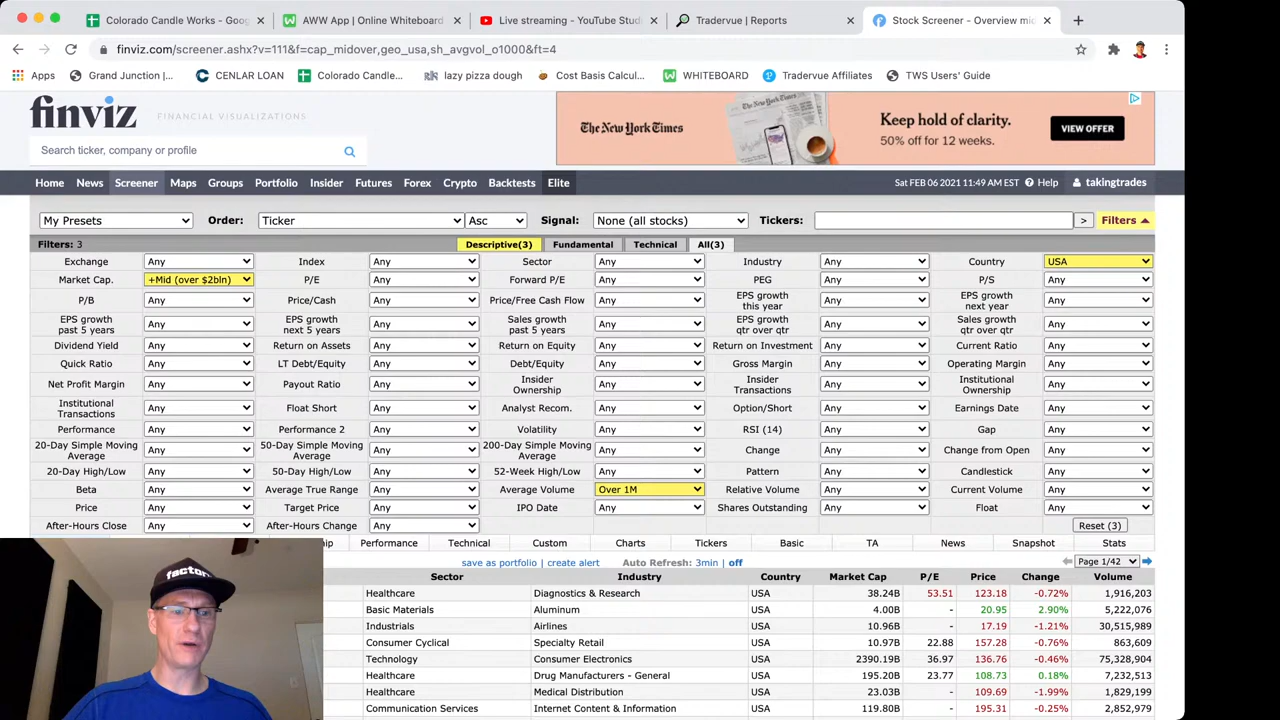 Colorado Candle Works - Goog
AWW App | Online Whiteboard
Live streaming - YouTube Stud
Tradervue | Reports
Stock Screener - Overview mid
finviz.com/screener.ashx?v=111&f=cap_midover,geo_usa,sh_avgvol_o1000&ft=4
Apps Grand Junction |... CENLAR LOAN Colorado Candle... lazy pizza dough Cost Basis Calcul... WHITEBOARD Tradervue Affiliates TWS Users' Guide
finviz FINANCIAL VISUALIZATIONS
Search ticker, company or profile
The New York Times
Keep hold of clarity.
50% off for 12 weeks.
VIEW OFFER
Home News Screener Maps Groups Portfolio Insider Futures Forex Crypto Backtests Elite Sat FEB 06 2021 11:49 AM EST Help takingtrades
My Presets Order: Ticker Asc Signal: None (all stocks) Tickers: > Filters
Filters: 3 Descriptive(3) Fundamental Technical All(3)
Exchange Any Index Any Sector Any Industry Any Country USA
Market Cap. +Mid (over $2bln) P/E Any Forward P/E Any PEG Any P/S Any
P/B Any Price/Cash Any Price/Free Cash Flow Any EPS growth this year Any EPS growth next year Any
EPS growth past 5 years Any EPS growth next 5 years Any Sales growth past 5 years Any EPS growth qtr over qtr Any Sales growth qtr over qtr Any
Dividend Yield Any Return on Assets Any Return on Equity Any Return on Investment Any Current Ratio Any
Quick Ratio Any LT Debt/Equity Any Debt/Equity Any Gross Margin Any Operating Margin Any
Net Profit Margin Any Payout Ratio Any Insider Ownership Any Insider Transactions Any Institutional Ownership Any
Institutional Transactions Any Float Short Any Analyst Recom. Any Option/Short Any Earnings Date Any
Performance Any Performance 2 Any Volatility Any RSI (14) Any Gap Any
20-Day Simple Moving Average Any 50-Day Simple Moving Average Any 200-Day Simple Moving Average Any Change Any Change from Open Any
20-Day High/Low Any 50-Day High/Low Any 52-Week High/Low Any Pattern Any Candlestick Any
Beta Any Average True Range Any Average Volume Over 1M Relative Volume Any Current Volume Any
Price Any Target Price Any IPO Date Any Shares Outstanding Any Float Any
After-Hours Close Any After-Hours Change Any Reset (3)
Performance Technical Custom Charts Tickers Basic TA News Snapshot Stats
save as portfolio | create alert Auto Refresh: 3min | off Page 1/42
Sector Industry Country Market Cap P/E Price Change Volume
Healthcare Diagnostics & Research USA 38.24B 53.51 123.18 -0.72% 1,916,203
Basic Materials Aluminum USA 4.00B - 20.95 2.90% 5,222,076
Industrials Airlines USA 10.96B - 17.19 -1.21% 30,515,989
Consumer Cyclical Specialty Retail USA 10.97B 22.88 157.28 -0.76% 863,609
Technology Consumer Electronics USA 2390.19B 36.97 136.76 -0.46% 75,328,904
Healthcare Drug Manufacturers - General USA 195.20B 23.77 108.73 0.18% 7,232,513
Healthcare Medical Distribution USA 23.03B - 109.69 -1.99% 1,829,199
Communication Services Internet Content & Information USA 119.80B - 195.31 -0.25% 2,852,979